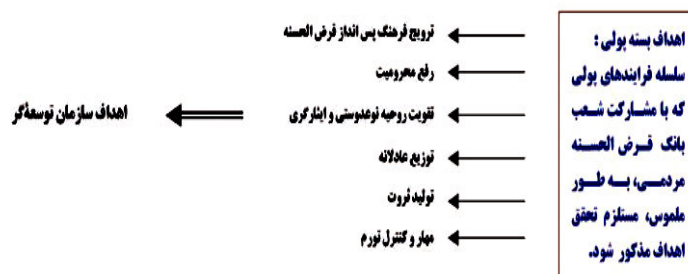 اهداف بسته پولی :
سلسله فرایندهای پولی
که با مشارکت شعب
بانک قرض الحسنه
مردمی، به طور
ملموس، مستلزم تحقق
اهداف مذکور شود.
ترویج فرهنگ پس انداز قرض الحسنه
رفع محرومیت
تقویت روحیه نوعدوستی و ایثارگری
توزیع عادلانه
تولید ثروت
مهار و کنترل تورم
اهداف سازمان توسعه‌گر